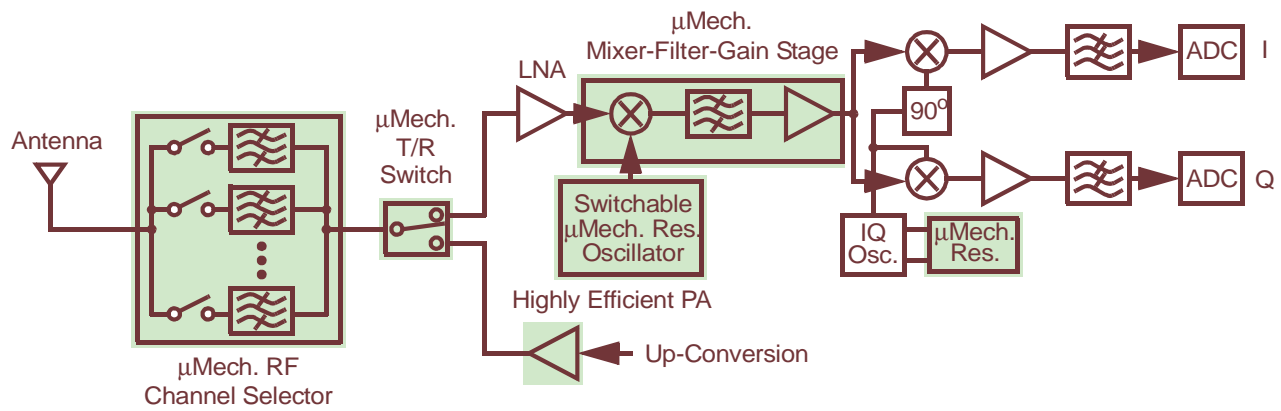 Antenna
μMech. RF
Channel Selector
μMech.
T/R
Switch
LNA
μMech.
Mixer-Filter-Gain Stage
Switchable
μMech. Res.
Oscillator
Highly Efficient PA
Up-Conversion
90o
IQ
Osc.
μMech.
Res.
ADC
I
ADC
Q